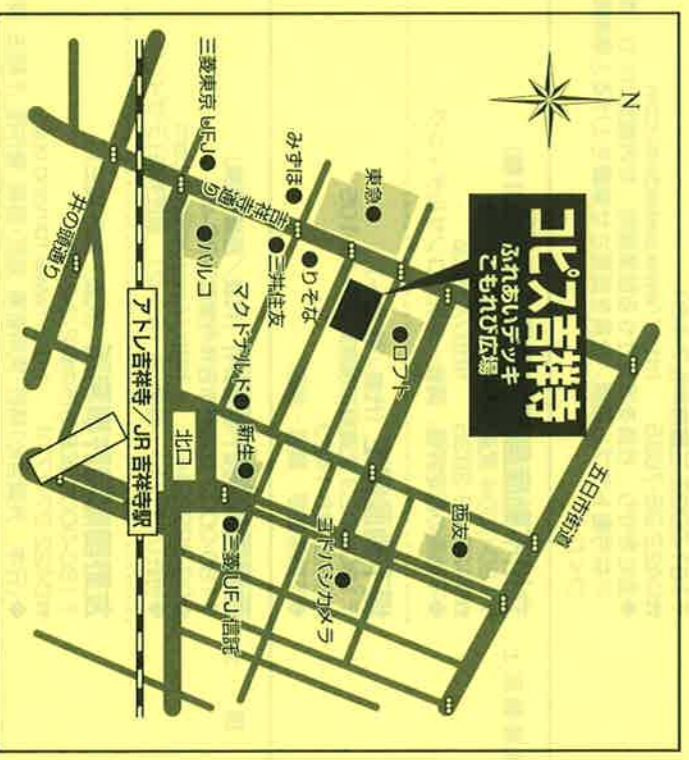 N
コピス吉祥寺
ふれあいデッキ
こもれび広場
五日市街道
東急
ロフト
西友
みずほ
吉祥寺通り
りそな
三井住友
ヨドバシカメラ
三菱東京UFJ
パルコ
マクドナルド
新生
三菱UFJ信託
北口
アトレ吉祥寺／JR 吉祥寺駅
井の頭通り